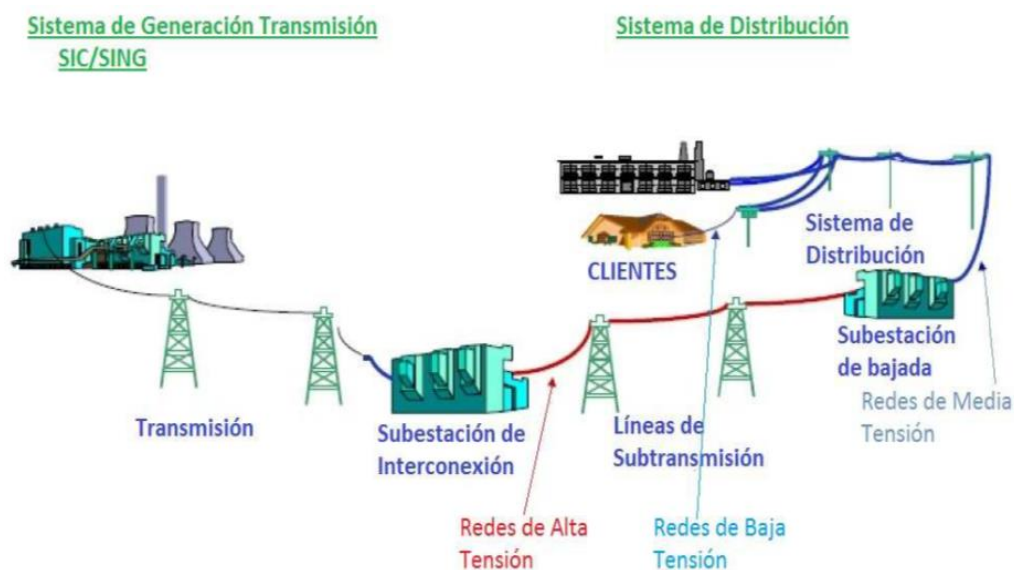 Sistema de Generación Transmisión
SIC/SING
Sistema de Distribución
Sistema de
Distribución
CLIENTES
Subestación
de bajada
Redes de Media
Tensión
Transmisión
Subestación de
Interconexión
Líneas de
Subtransmisión
Redes de Alta
Tensión
Redes de Baja
Tensión